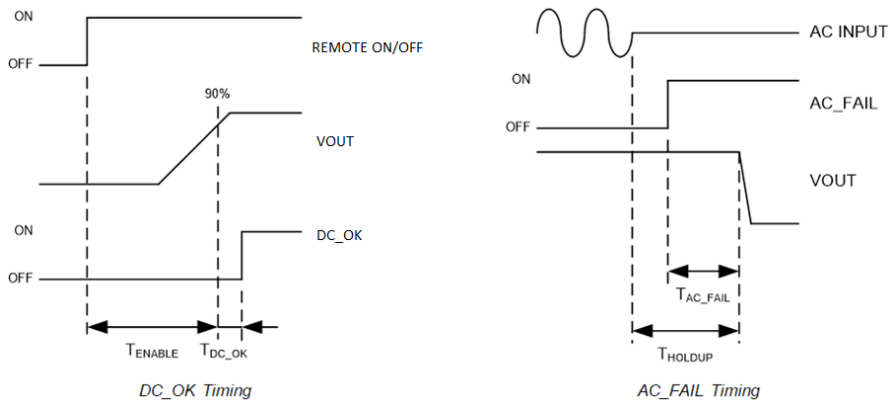 ON
REMOTE ON/OFF
OFF
90%
VOUT
ON
DC_OK
OFF
TENABLE
TDC_OK
DC_OK Timing
AC INPUT
ON
AC_FAIL
OFF
VOUT
TAC_FAIL
THOLDUP
AC_FAIL Timing